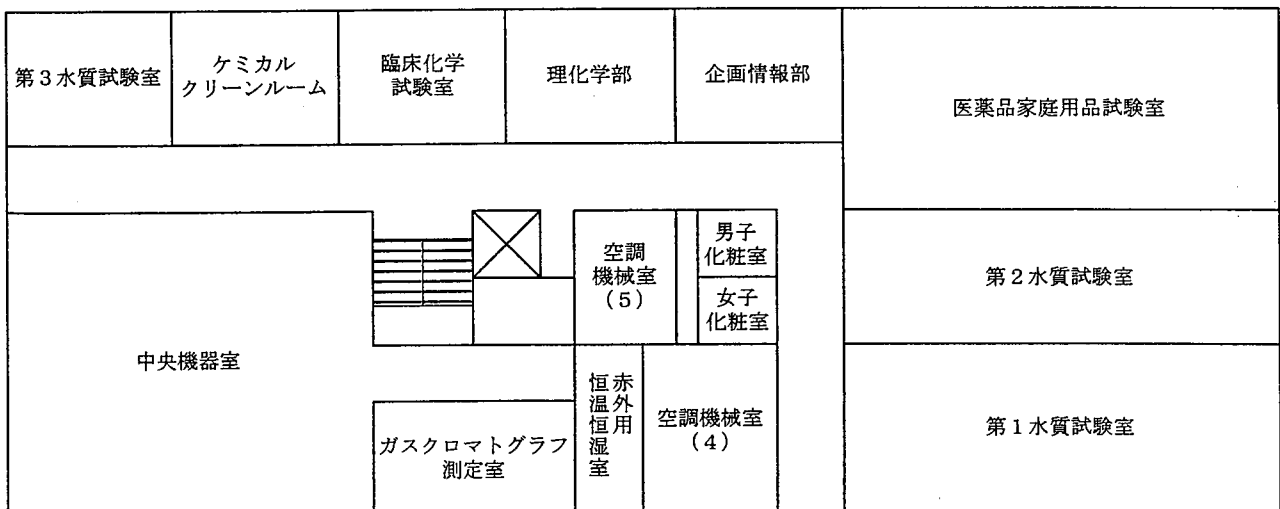 第3水質試験室
ケミカル
クリーンルーム
臨床化学
試験室
理化学部
企画情報部
医薬品家庭用品試験室
空調
機械室
(5)
男子
化粧室
女子
化粧室
第2水質試験室
中央機器室
赤外用
恒温恒湿室
空調機械室
(4)
第1水質試験室
ガスクロマトグラフ
測定室